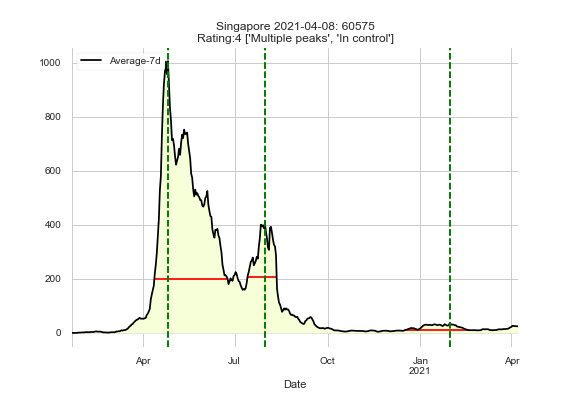 Singapore 2021-04-08: 60575
Rating:4 ['Multiple peaks', 'In control']
Average-7d
1000
800
600
400
200
0
Apr
Jul
Oct
Jan
2021
Apr
Date